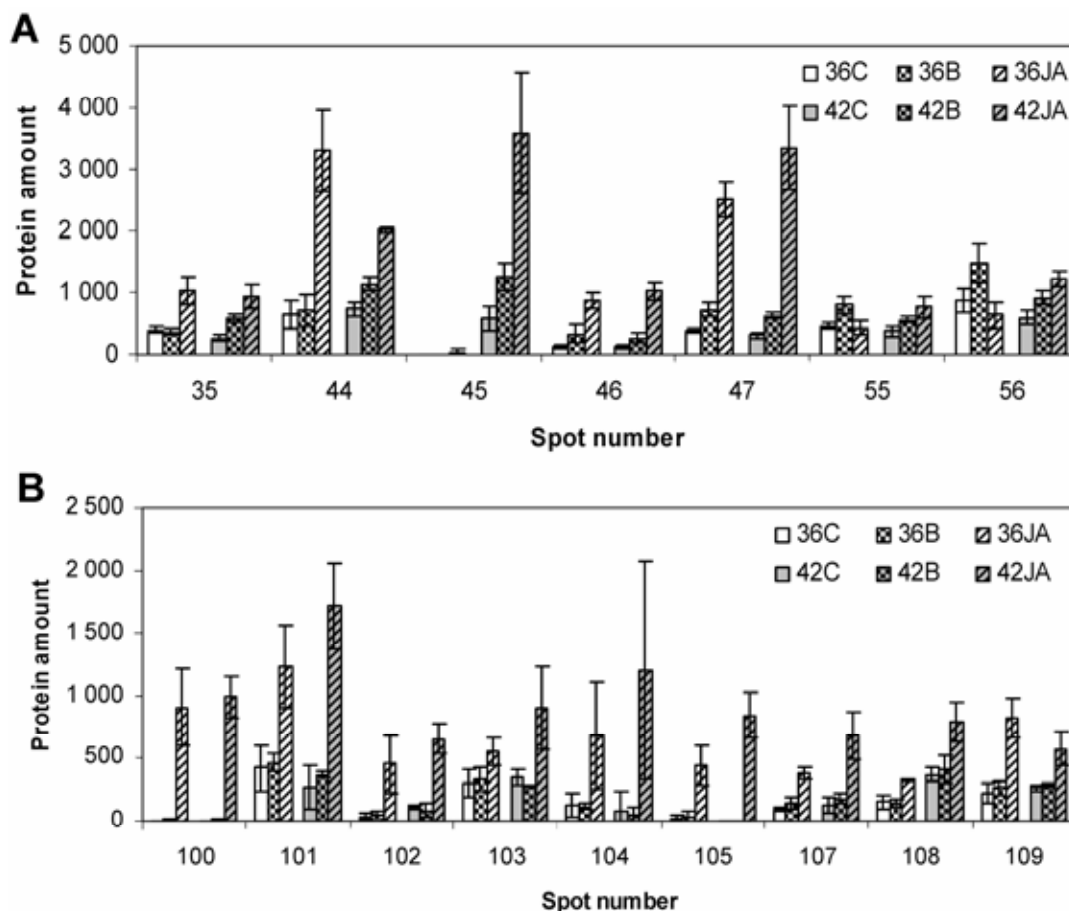 A
5 000
4 000
3 000
2 000
1 000
0
Protein amount
36C 36B 36JA
42C 42B 42JA
35 44 45 46 47 55 56
Spot number
B
2 500
2 000
1 500
1 000
500
0
Protein amount
36C 36B 36JA
42C 42B 42JA
100 101 102 103 104 105 107 108 109
Spot number